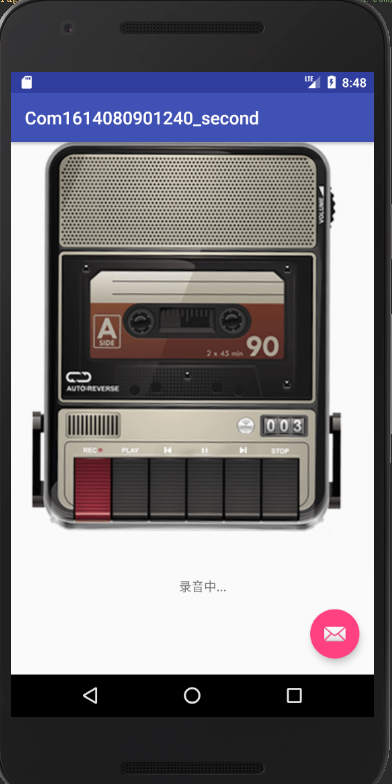 LTE 8:48
Com1614080901240_second
VOLUME
A
SIDE
2 x 45 min 90
AUTO REVERSE
003
REC PLAY STOP
录音中...